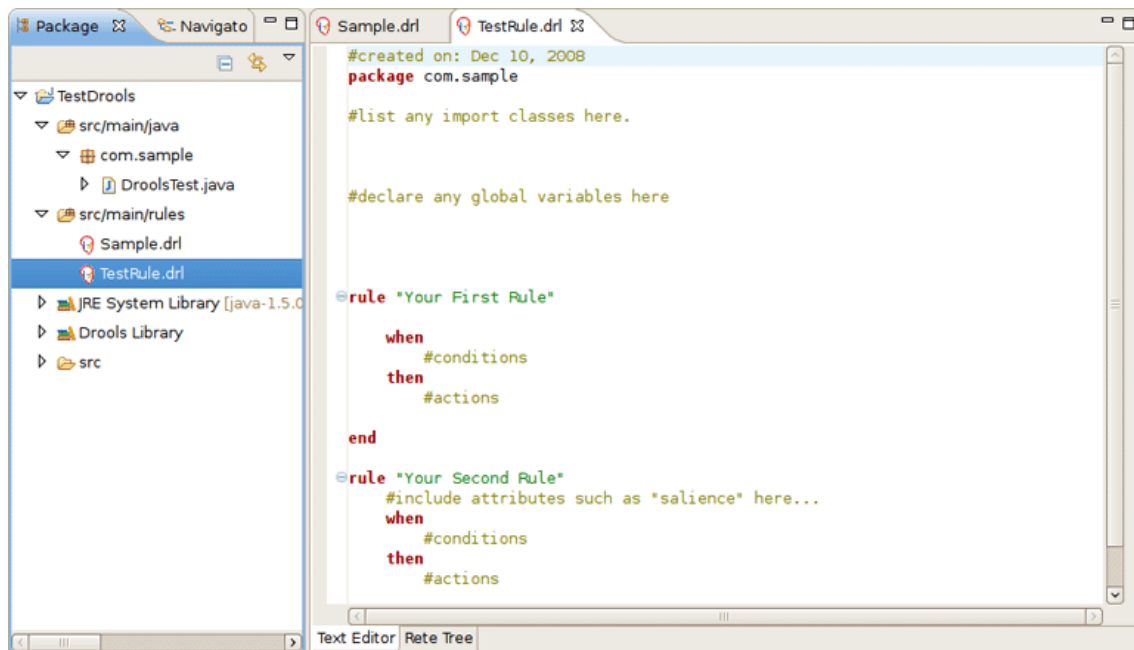 Package
Navigato
TestDrools
src/main/java
com.sample
DroolsTest.java
src/main/rules
Sample.drl
TestRule.drl
JRE System Library [java-1.5.0
Drools Library
src
Sample.drl
TestRule.drl
#created on: Dec 10, 2008
package com.sample
#list any import classes here.
#declare any global variables here
rule "Your First Rule"
when
#conditions
then
#actions
end
rule "Your Second Rule"
#include attributes such as "salience" here...
when
#conditions
then
#actions
Text Editor
Rete Tree